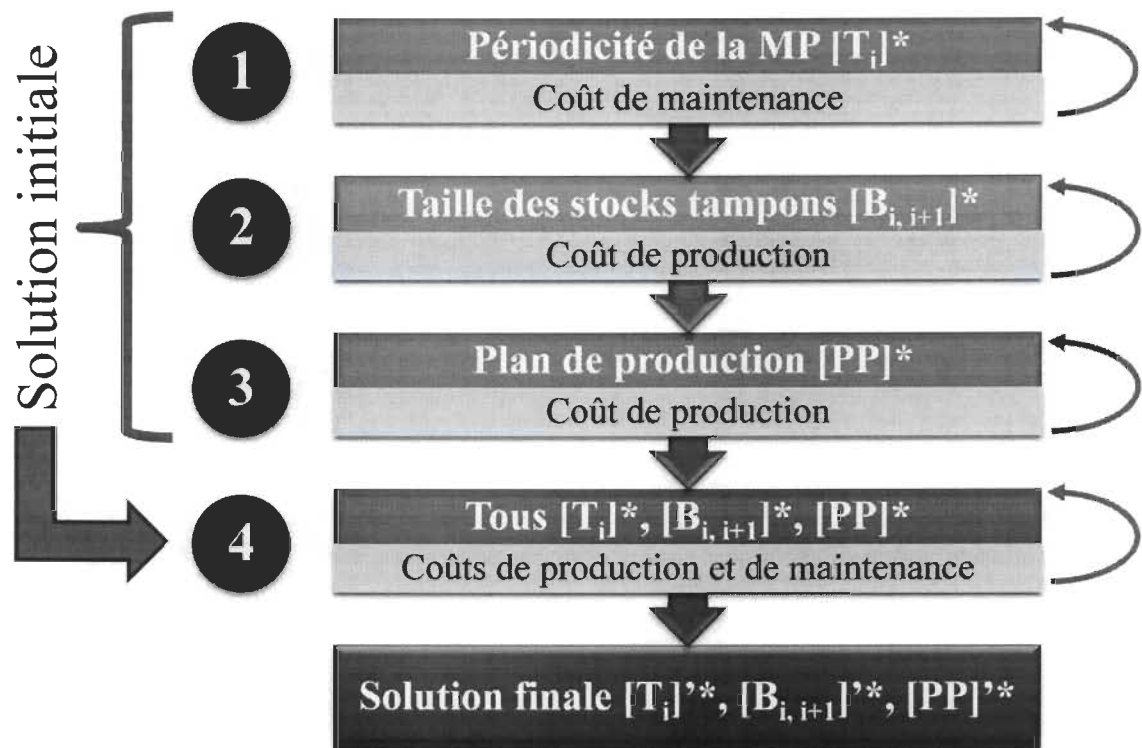 Solution initiale
1
Périodicité de la MP [Ti]*
Coût de maintenance
2
Taille des stocks tampons [Bi, i+1]*
Coût de production
3
Plan de production [PP]*
Coût de production
4
Tous [Ti]*, [Bi, i+1]*, [PP]*
Coûts de production et de maintenance
Solution finale [Ti]’*, [Bi, i+1]’*, [PP]’*